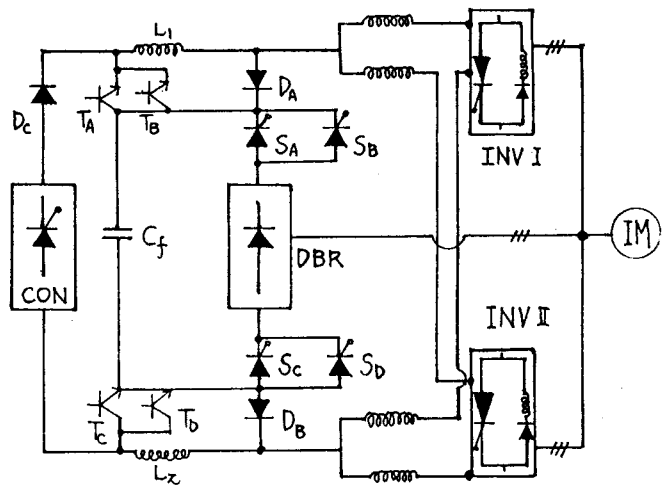 L1
DC
TA
TB
DA
SA
SB
INV I
CON
Cf
DBR
IM
INV II
SC
SD
TC
TD
DB
L2